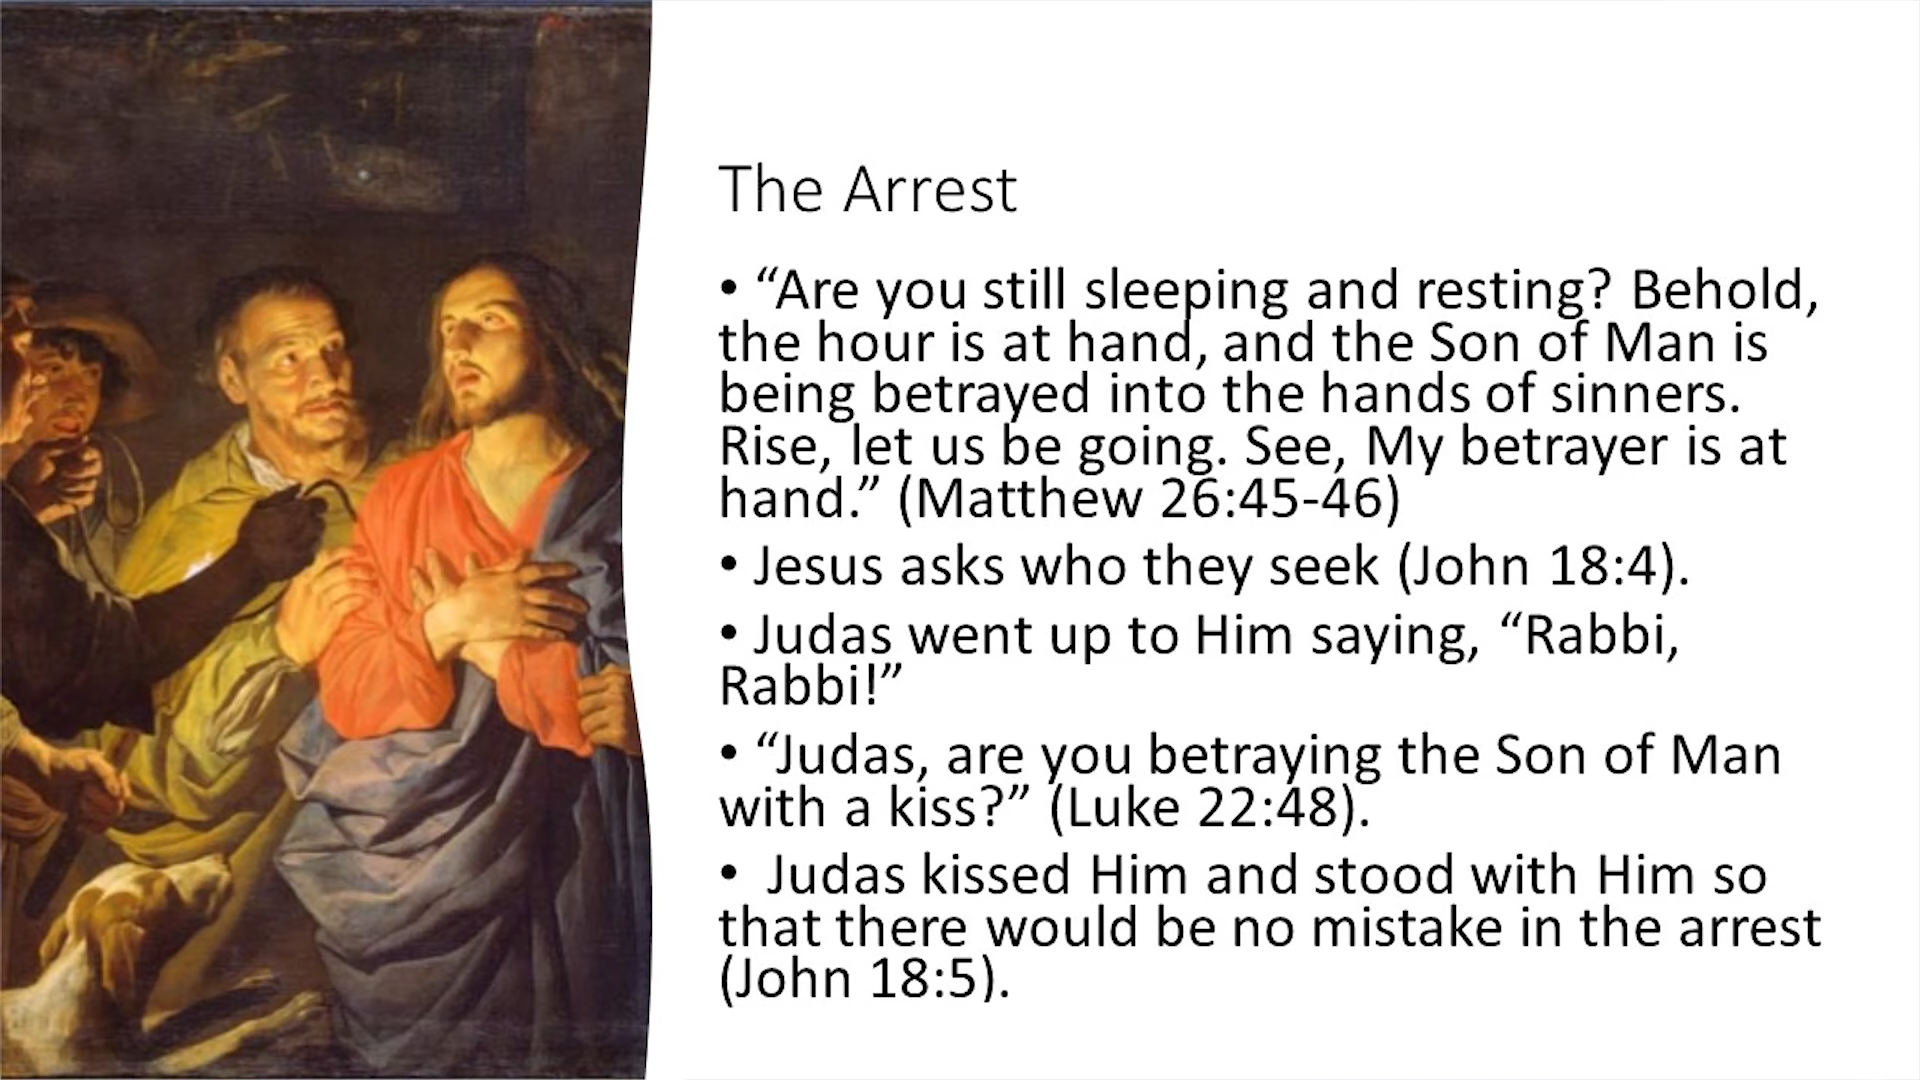 The Arrest
• “Are you still sleeping and resting? Behold,
the hour is at hand, and the Son of Man is
being betrayed into the hands of sinners.
Rise, let us be going. See, My betrayer is at
hand.” (Matthew 26:45-46)
• Jesus asks who they seek (John 18:4).
• Judas went up to Him saying, “Rabbi,
Rabbi!”
• “Judas, are you betraying the Son of Man
with a kiss?” (Luke 22:48).
• Judas kissed Him and stood with Him so
that there would be no mistake in the arrest
(John 18:5).